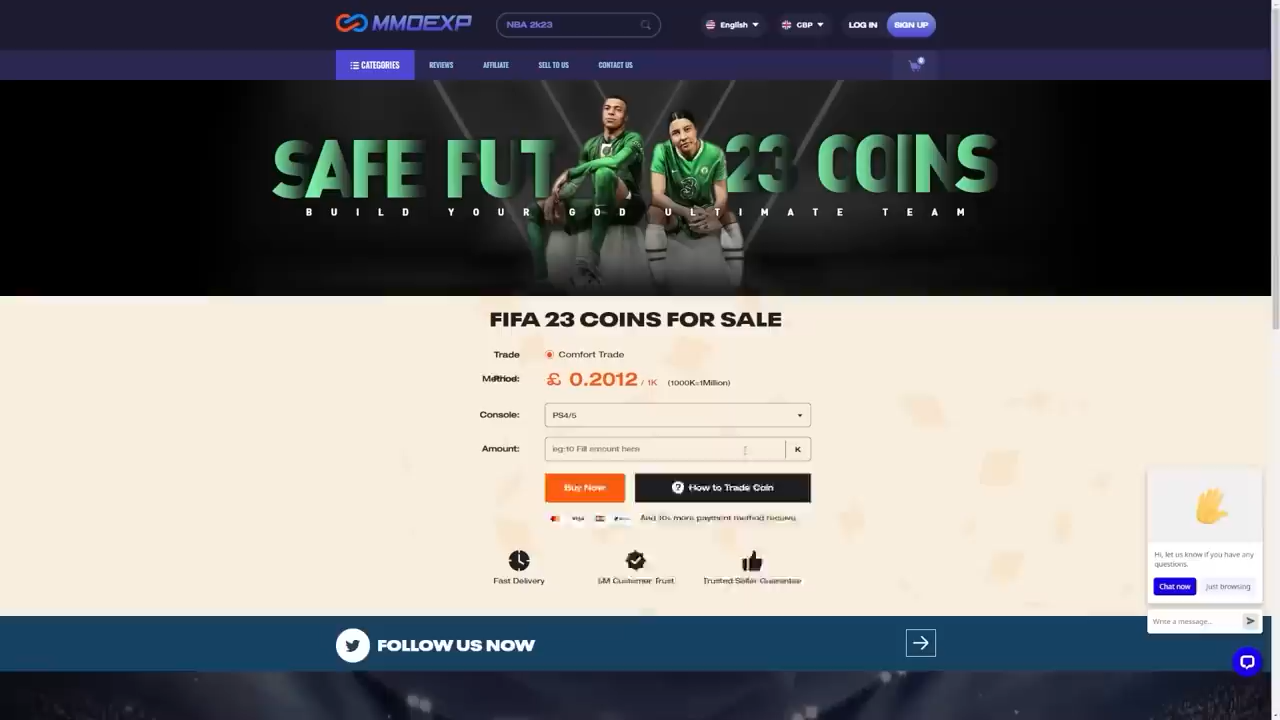 MMOEXP
NBA 2k23
English
GBP
LOG IN
SIGN UP
CATEGORIES
REVIEWS
AFFILIATE
SELL TO US
CONTACT US
0
SAFE FUT 23 COINS
BUILD YOUR GOD ULTIMATE TEAM
FIFA 23 COINS FOR SALE
Trade
Comfort Trade
£ 0.2012 / 1K (1000K=1Million)
Console:
PS4/5
Amount:
eg:10 Fill amount here
K
Buy Now
? How to Trade Coin
VISA
And 10+ more payment method require
Fast Delivery
5M Customer Trust
Trusted Seller Guarantee
Hi, let us know if you have any
questions.
Chat now
Just browsing
Write a message...
FOLLOW US NOW